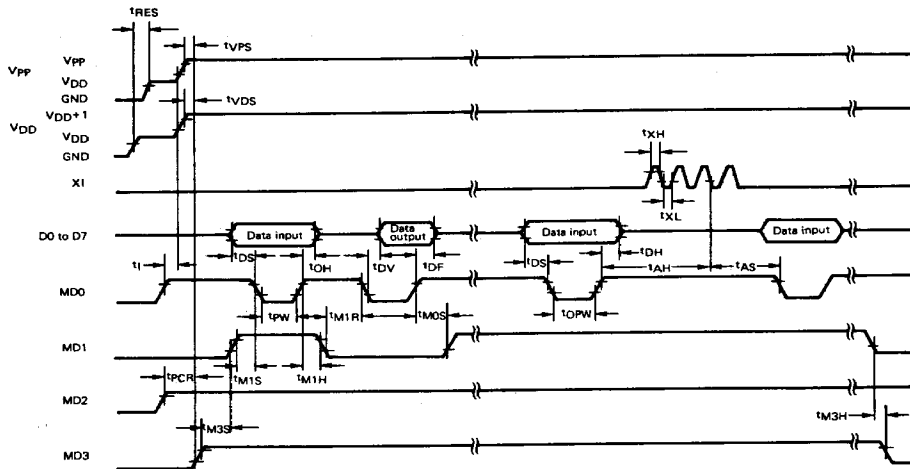 tRES
tVPS
VPP
VPP
VDD
GND
tVDS
VDD+1
VDD
VDD
GND
tXH
XI
tXL
D0 to D7
Data input
Data output
Data input
Data input
tI
tDS
tOH
tDV
tDF
tDS
tDH
tAH
tAS
MD0
tPW
tM1R
tM0S
tOPW
MD1
tM1S
tM1H
tPCR
MD2
tM3S
tM3H
MD3